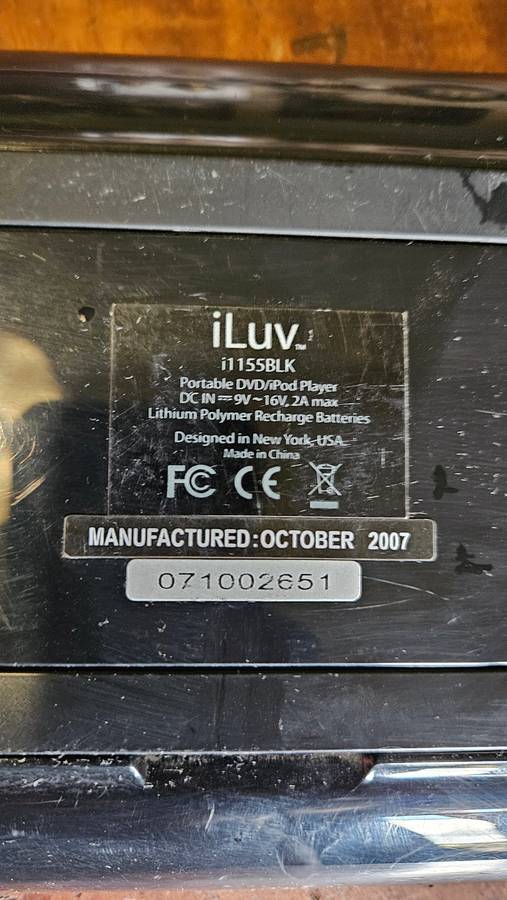 iLuv™
i1155BLK
Portable DVD/iPod Player
DC IN ⎓ 9V~16V, 2A max
Lithium Polymer Recharge Batteries
Designed in New York, USA
Made in China
FC CE
MANUFACTURED:OCTOBER 2007
071002651